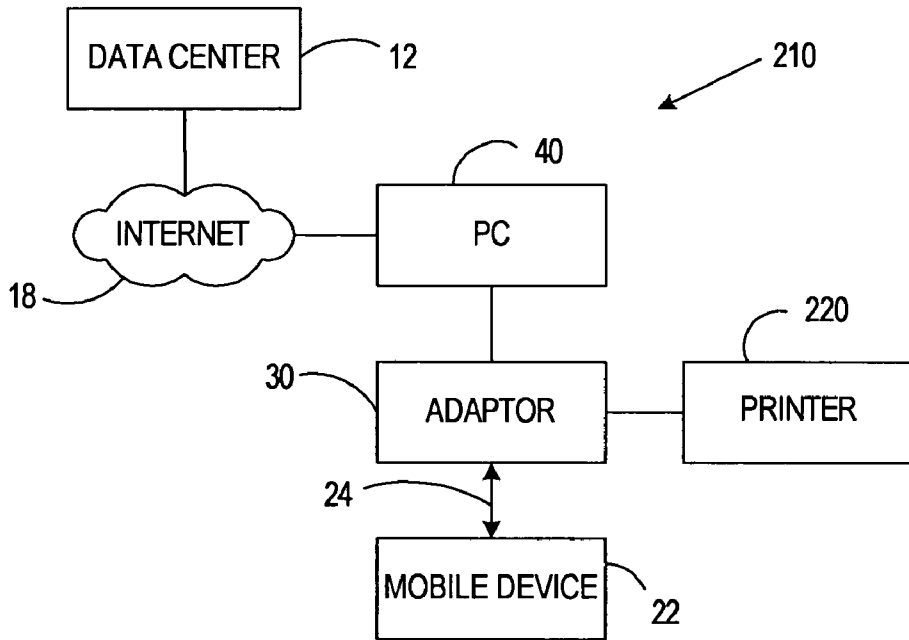 DATA CENTER
12
210
40
INTERNET
PC
18
220
30
ADAPTOR
PRINTER
24
MOBILE DEVICE
22